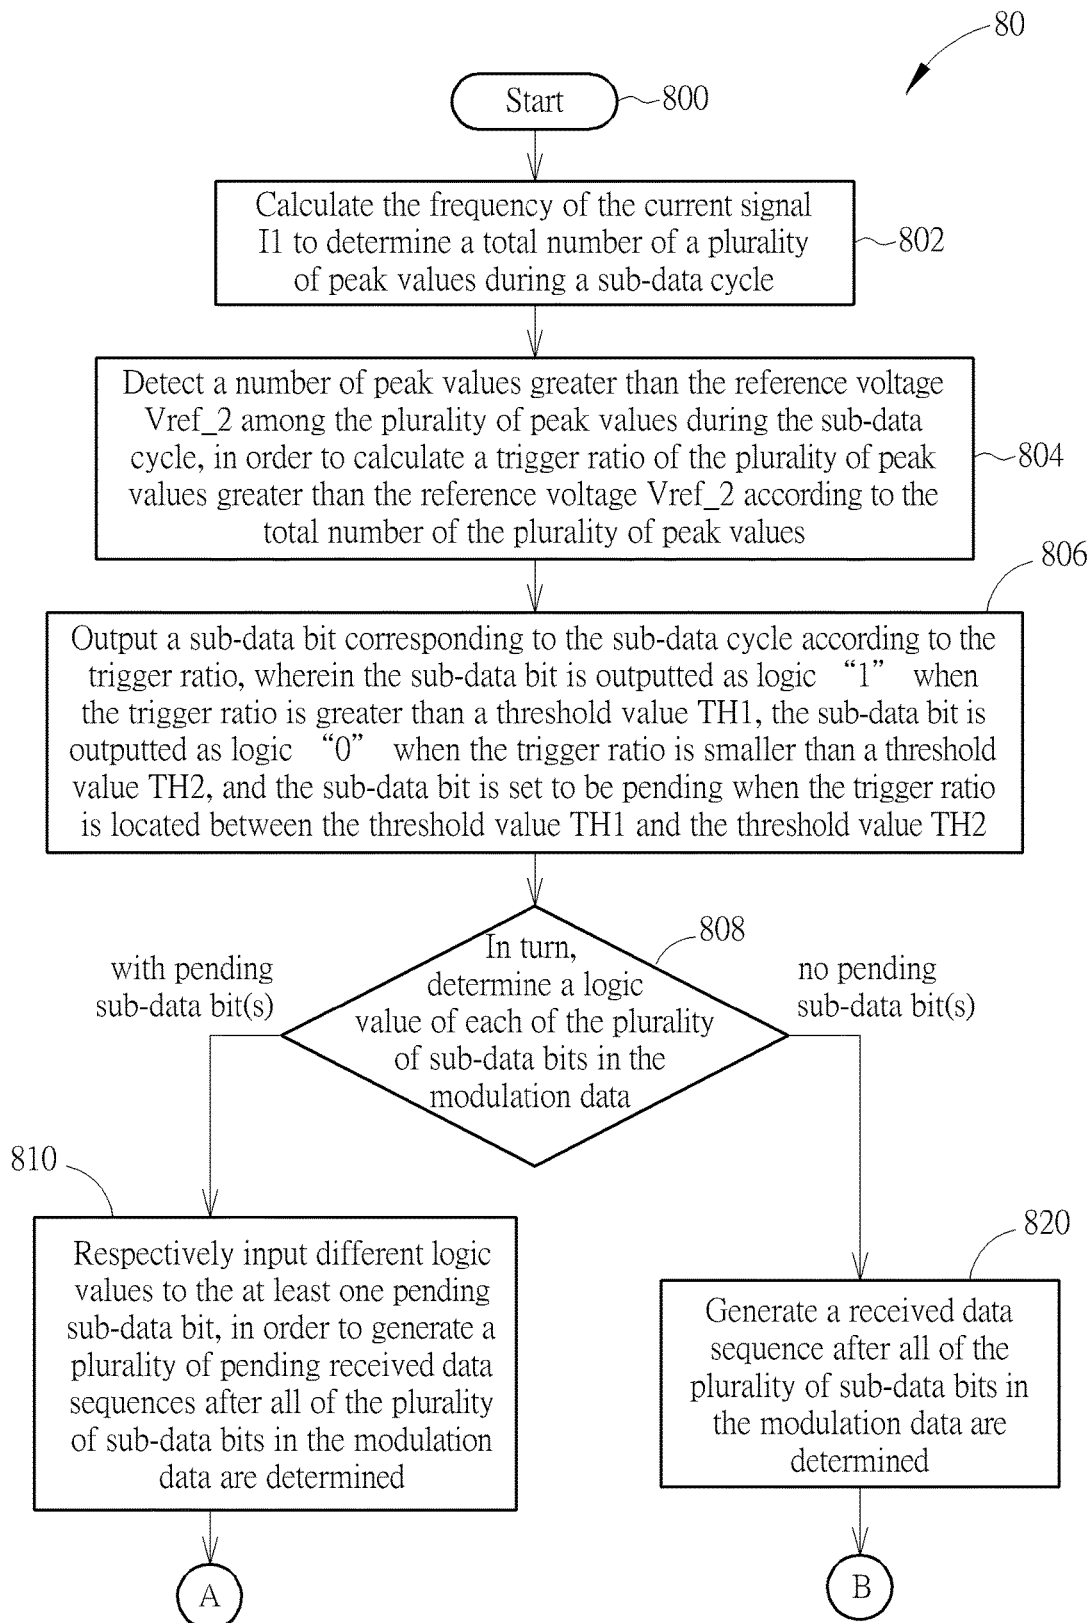 80
Start
800
Calculate the frequency of the current signal
I1 to determine a total number of a plurality
of peak values during a sub-data cycle
802
Detect a number of peak values greater than the reference voltage
Vref_2 among the plurality of peak values during the sub-data
cycle, in order to calculate a trigger ratio of the plurality of peak
values greater than the reference voltage Vref_2 according to the
total number of the plurality of peak values
804
806
Output a sub-data bit corresponding to the sub-data cycle according to the
trigger ratio, wherein the sub-data bit is outputted as logic “1” when
the trigger ratio is greater than a threshold value TH1, the sub-data bit is
outputted as logic “0” when the trigger ratio is smaller than a threshold
value TH2, and the sub-data bit is set to be pending when the trigger ratio
is located between the threshold value TH1 and the threshold value TH2
808
In turn,
determine a logic
value of each of the plurality
of sub-data bits in the
modulation data
with pending
sub-data bit(s)
no pending
sub-data bit(s)
810
Respectively input different logic
values to the at least one pending
sub-data bit, in order to generate a
plurality of pending received data
sequences after all of the plurality
of sub-data bits in the modulation
data are determined
820
Generate a received data
sequence after all of the
plurality of sub-data bits in
the modulation data are
determined
A
B